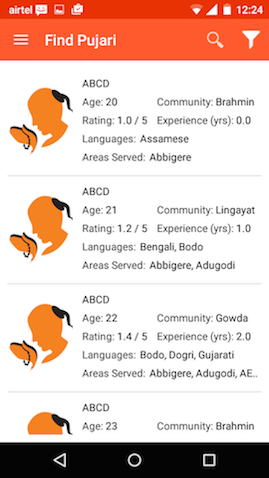 airtel 12:24
Find Pujari
ABCD
Age: 20 Community: Brahmin
Rating: 1.0 / 5 Experience (yrs): 0.0
Languages: Assamese
Areas Served: Abbigere
ABCD
Age: 21 Community: Lingayat
Rating: 1.2 / 5 Experience (yrs): 1.0
Languages: Bengali, Bodo
Areas Served: Abbigere, Adugodi
ABCD
Age: 22 Community: Gowda
Rating: 1.4 / 5 Experience (yrs): 2.0
Languages: Bodo, Dogri, Gujarati
Areas Served: Abbigere, Adugodi, AE..
ABCD
Age: 23 Community: Brahmin